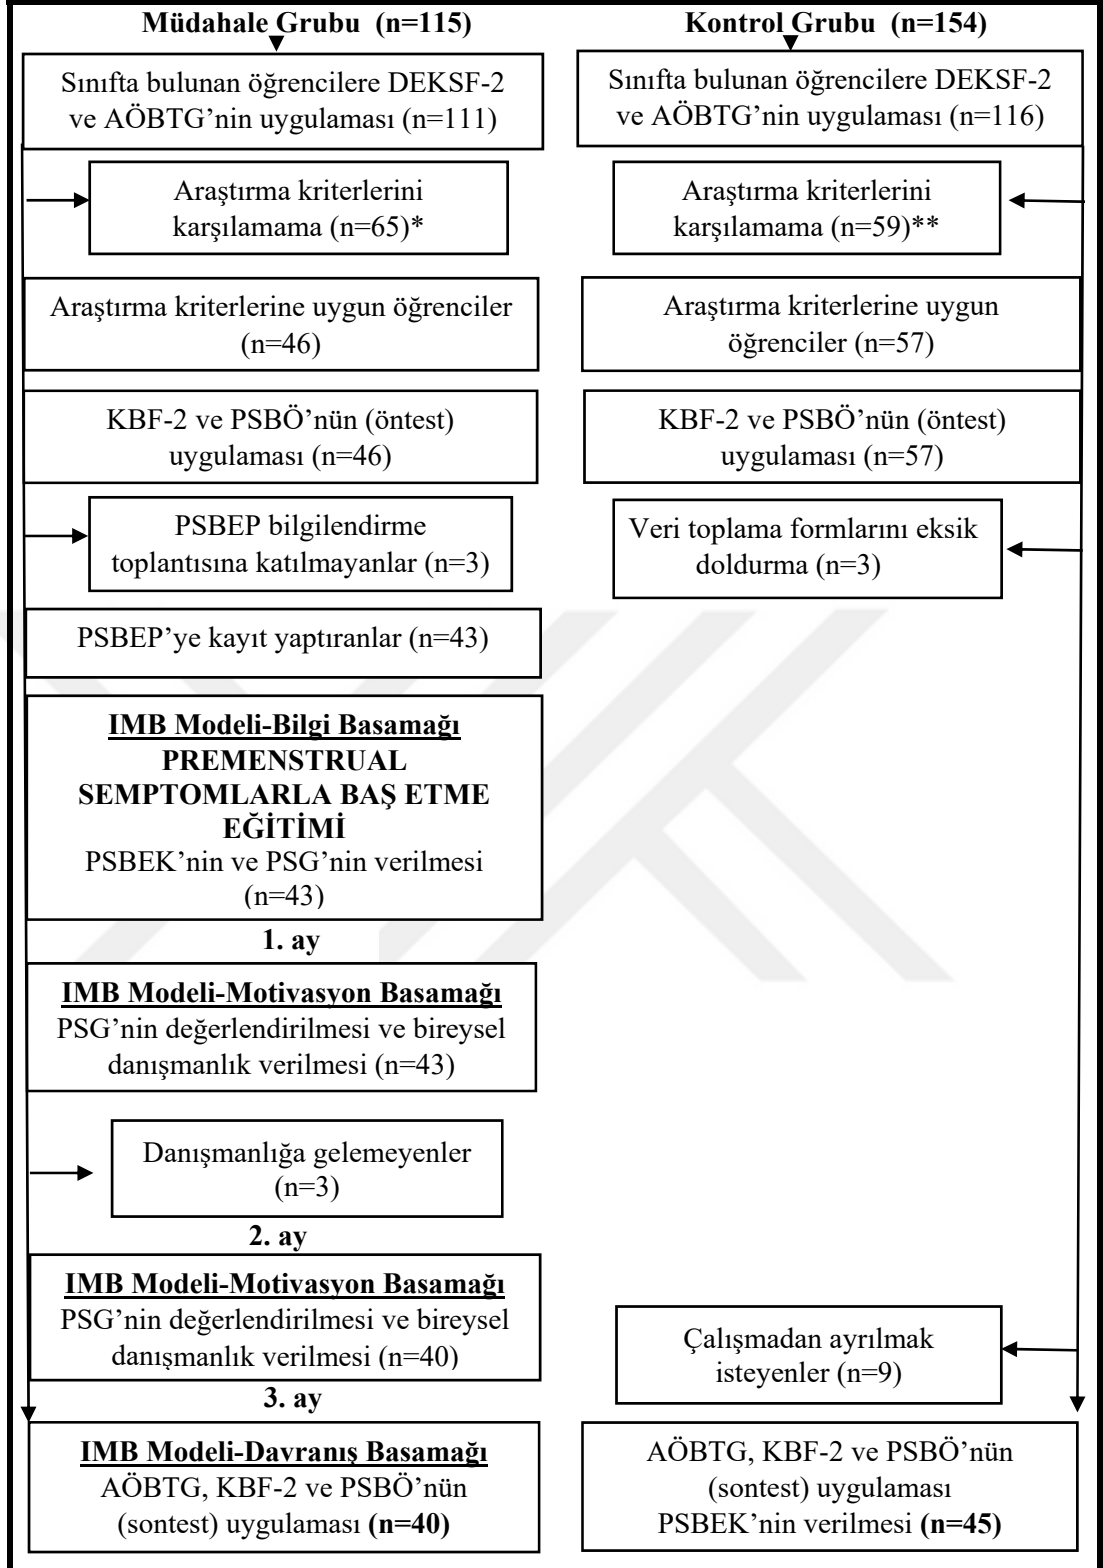 Müdahale Grubu (n=115)
Sınıfta bulunan öğrencilere DEKSF-2
ve AÖBTG’nin uygulaması (n=111)
Araştırma kriterlerini
karşılamama (n=65)*
Araştırma kriterlerine uygun öğrenciler
(n=46)
KBF-2 ve PSBÖ’nün (öntest)
uygulaması (n=46)
PSBEP bilgilendirme
toplantısına katılmayanlar (n=3)
PSBEP’ye kayıt yaptıranlar (n=43)
IMB Modeli-Bilgi Basamağı
PREMENSTRUAL
SEMPTOMLARLA BAŞ ETME
EĞİTİMİ
PSBEK’nin ve PSG’nin verilmesi
(n=43)
1. ay
IMB Modeli-Motivasyon Basamağı
PSG’nin değerlendirilmesi ve bireysel
danışmanlık verilmesi (n=43)
Danışmanlığa gelemeyenler
(n=3)
2. ay
IMB Modeli-Motivasyon Basamağı
PSG’nin değerlendirilmesi ve bireysel
danışmanlık verilmesi (n=40)
3. ay
IMB Modeli-Davranış Basamağı
AÖBTG, KBF-2 ve PSBÖ’nün
(sontest) uygulaması (n=40)
Kontrol Grubu (n=154)
Sınıfta bulunan öğrencilere DEKSF-2
ve AÖBTG’nin uygulaması (n=116)
Araştırma kriterlerini
karşılamama (n=59)**
Araştırma kriterlerine uygun
öğrenciler (n=57)
KBF-2 ve PSBÖ’nün (öntest)
uygulaması (n=57)
Veri toplama formlarını eksik
doldurma (n=3)
Çalışmadan ayrılmak
isteyenler (n=9)
AÖBTG, KBF-2 ve PSBÖ’nün
(sontest) uygulaması
PSBEK’nin verilmesi (n=45)